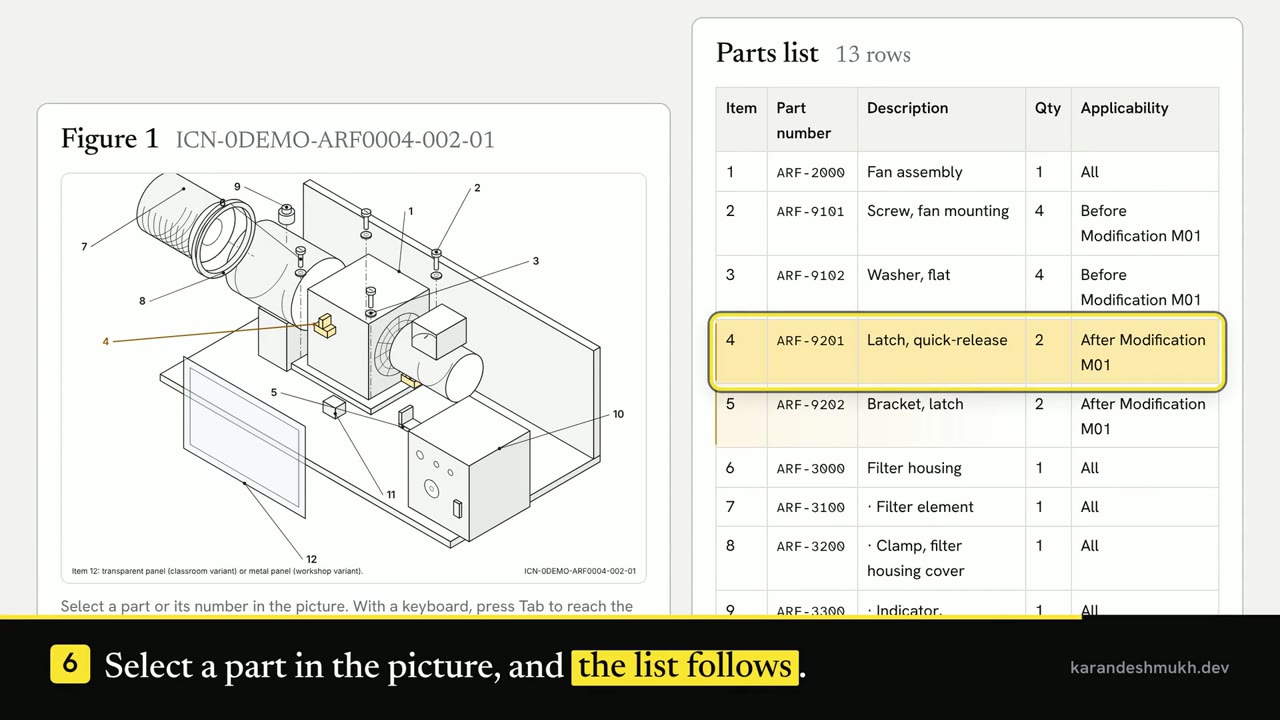 Figure 1 ICN-0DEMO-ARF0004-002-01
9
2
1
7
3
8
4
5
10
11
12
Item 12: transparent panel (classroom variant) or metal panel (workshop variant).
ICN-0DEMO-ARF0004-002-01
Select a part or its number in the picture. With a keyboard, press Tab to reach the
Parts list 13 rows
Item Part number Description Qty Applicability
1 ARF-2000 Fan assembly 1 All
2 ARF-9101 Screw, fan mounting 4 Before Modification M01
3 ARF-9102 Washer, flat 4 Before Modification M01
4 ARF-9201 Latch, quick-release 2 After Modification M01
5 ARF-9202 Bracket, latch 2 After Modification M01
6 ARF-3000 Filter housing 1 All
7 ARF-3100 · Filter element 1 All
8 ARF-3200 · Clamp, filter housing cover 1 All
9 ARF-3300 · Indicator, 1 All
6 Select a part in the picture, and the list follows.
karandeshmukh.dev